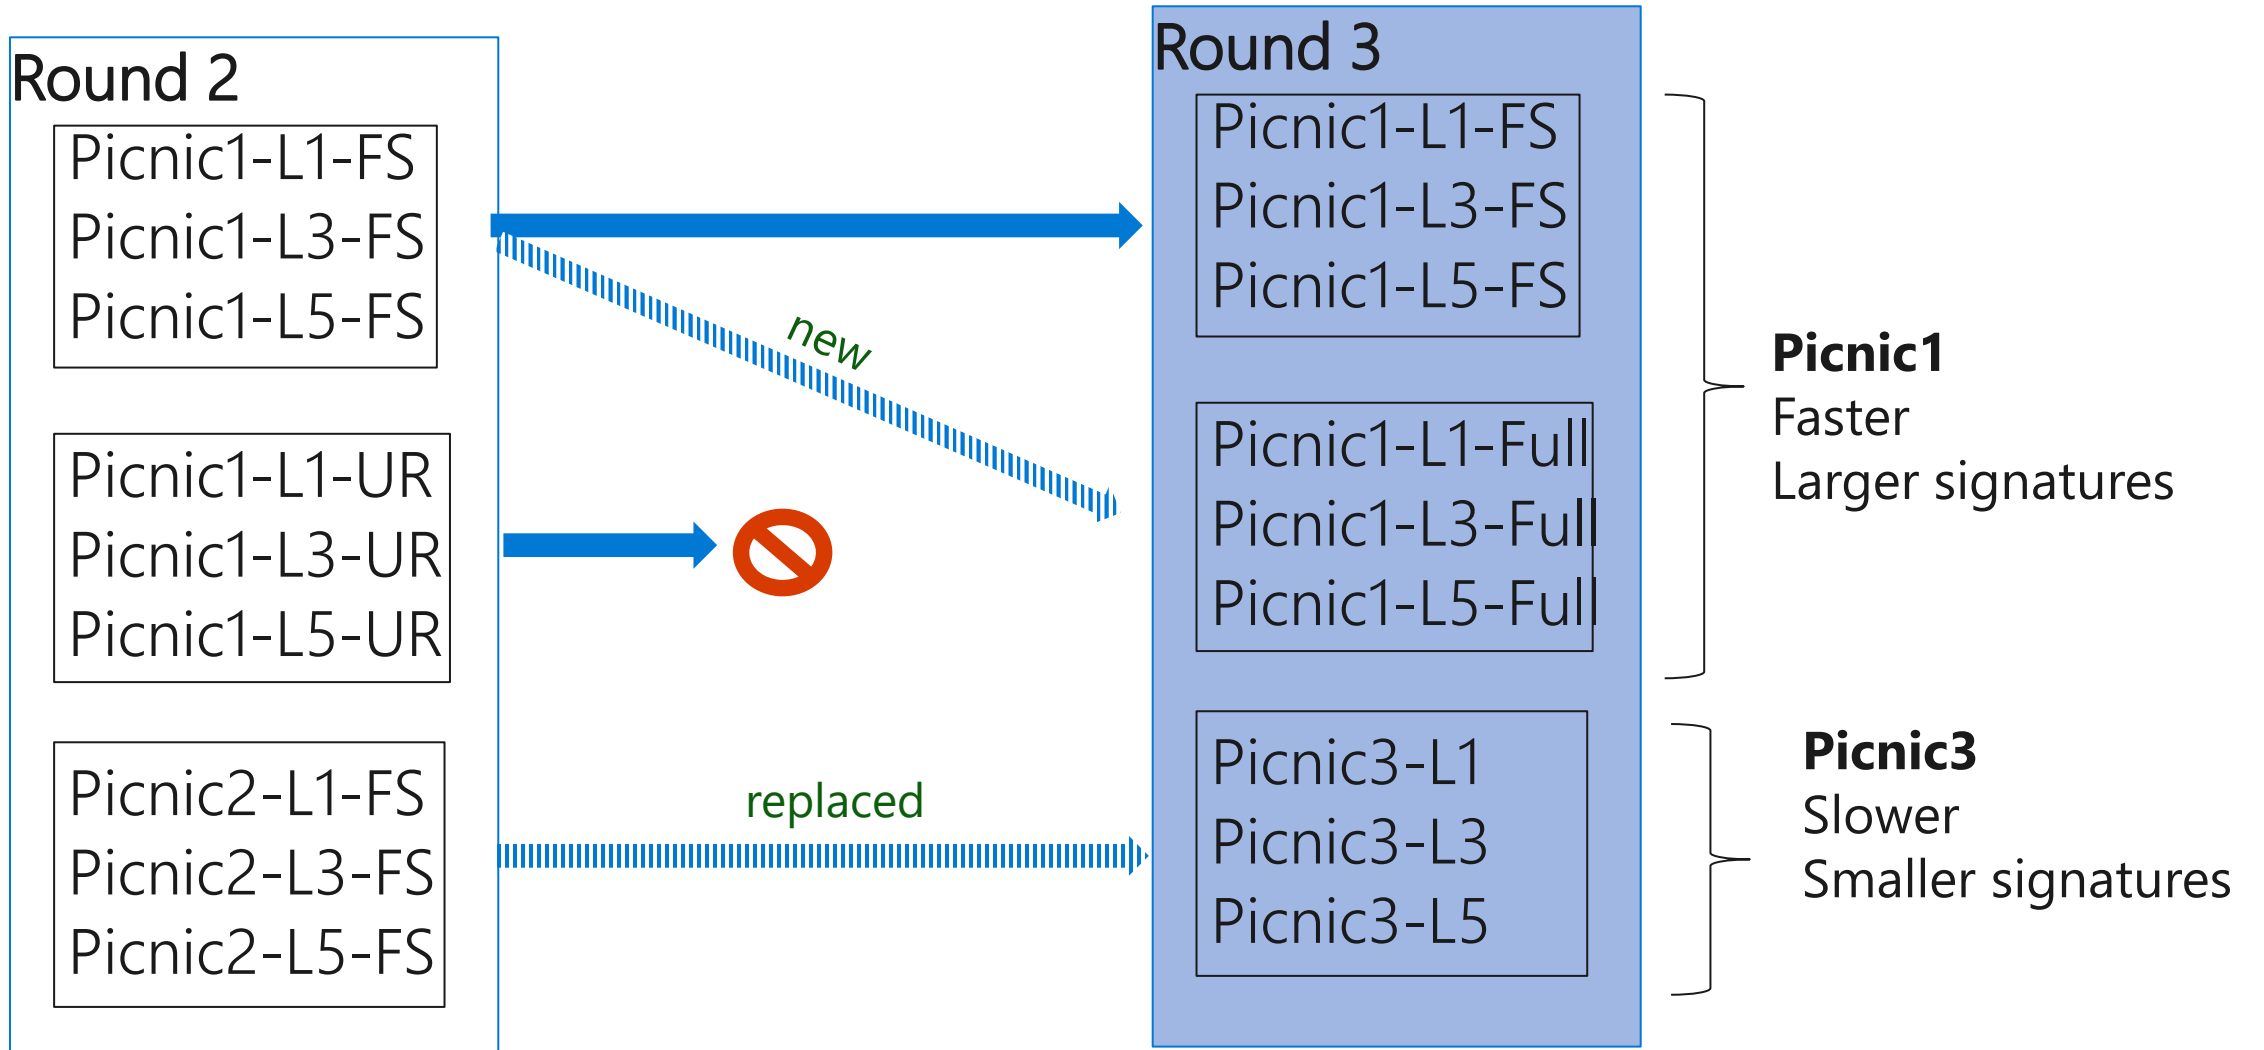 Round 2
Picnic1-L1-FS
Picnic1-L3-FS
Picnic1-L5-FS
Picnic1-L1-UR
Picnic1-L3-UR
Picnic1-L5-UR
Picnic2-L1-FS
Picnic2-L3-FS
Picnic2-L5-FS
new
replaced
Round 3
Picnic1-L1-FS
Picnic1-L3-FS
Picnic1-L5-FS
Picnic1-L1-Full
Picnic1-L3-Full
Picnic1-L5-Full
Picnic3-L1
Picnic3-L3
Picnic3-L5
Picnic1
Faster
Larger signatures
Picnic3
Slower
Smaller signatures